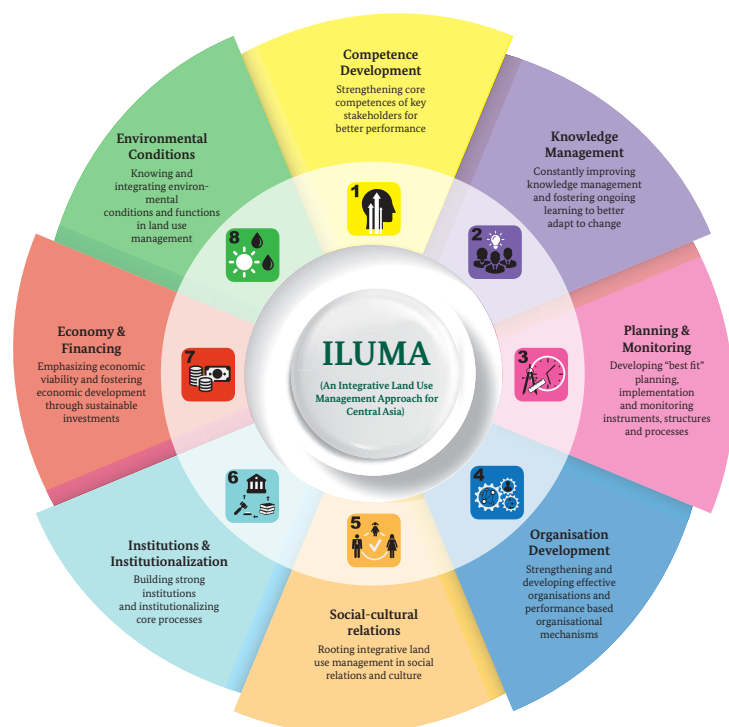 ILUMA
(An Integrative Land Use
Management Approach for
Central Asia)
1
Competence
Development
Strengthening core
competences of key
stakeholders for
better performance
2
Knowledge
Management
Constantly improving
knowledge management
and fostering ongoing
learning to better
adapt to change
3
Planning &
Monitoring
Developing “best fit”
planning,
implementation
and monitoring
instruments, structures
and processes
4
Organisation
Development
Strengthening and
developing effective
organisations and
performance based
organisational
mechanisms
5
Social-cultural
relations
Rooting integrative land
use management in social
relations and culture
6
Institutions &
Institutionalization
Building strong
institutions
and institutionalizing
core processes
7
Economy &
Financing
Emphasizing economic
viability and fostering
economic development
through sustainable
investments
8
Environmental
Conditions
Knowing and
integrating environ-
mental
conditions and functions
in land use
management